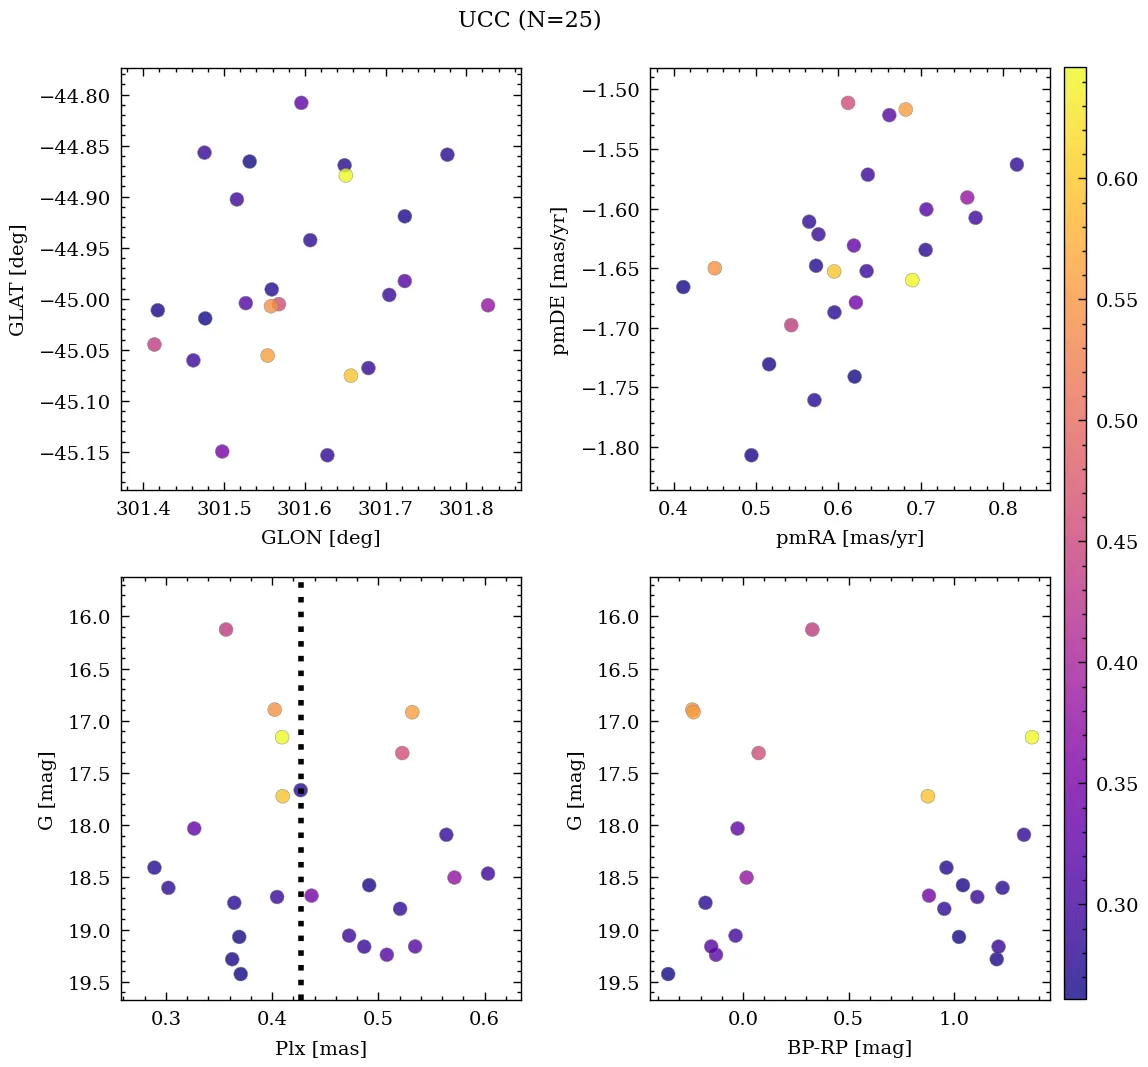 UCC (N=25)
−44.80
−44.85
−44.90
−44.95
−45.00
−45.05
−45.10
−45.15
GLAT [deg]
301.4 301.5 301.6 301.7 301.8
GLON [deg]
−1.50
−1.55
−1.60
−1.65
−1.70
−1.75
−1.80
pmDE [mas/yr]
0.4 0.5 0.6 0.7 0.8
pmRA [mas/yr]
16.0
16.5
17.0
17.5
18.0
18.5
19.0
19.5
G [mag]
0.3 0.4 0.5 0.6
Plx [mas]
16.0
16.5
17.0
17.5
18.0
18.5
19.0
19.5
G [mag]
0.0 0.5 1.0
BP-RP [mag]
0.60
0.55
0.50
0.45
0.40
0.35
0.30